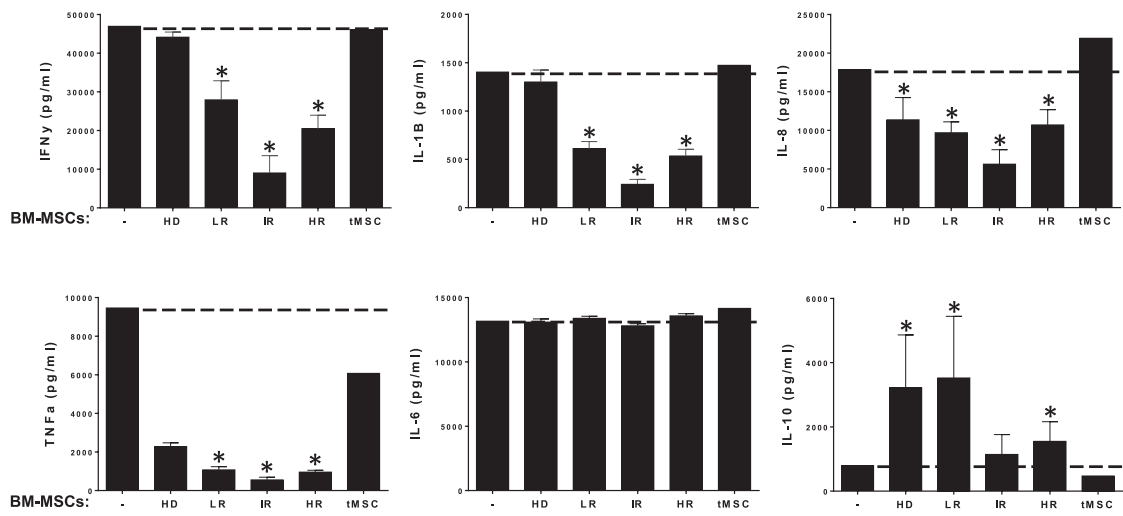 IFNy (pg/ml)
50000
40000
30000
20000
10000
0
* * *
BM-MSCs: - HD LR IR HR tMSC
IL-1B (pg/ml)
2000
1500
1000
500
0
* * *
- HD LR IR HR tMSC
IL-8 (pg/ml)
25000
20000
15000
10000
5000
0
* * * *
- HD LR IR HR tMSC
TNFa (pg/ml)
10000
8000
6000
4000
2000
0
* * *
BM-MSCs: - HD LR IR HR tMSC
IL-6 (pg/ml)
15000
10000
5000
0
- HD LR IR HR tMSC
IL-10 (pg/ml)
6000
4000
2000
0
* * *
- HD LR IR HR tMSC